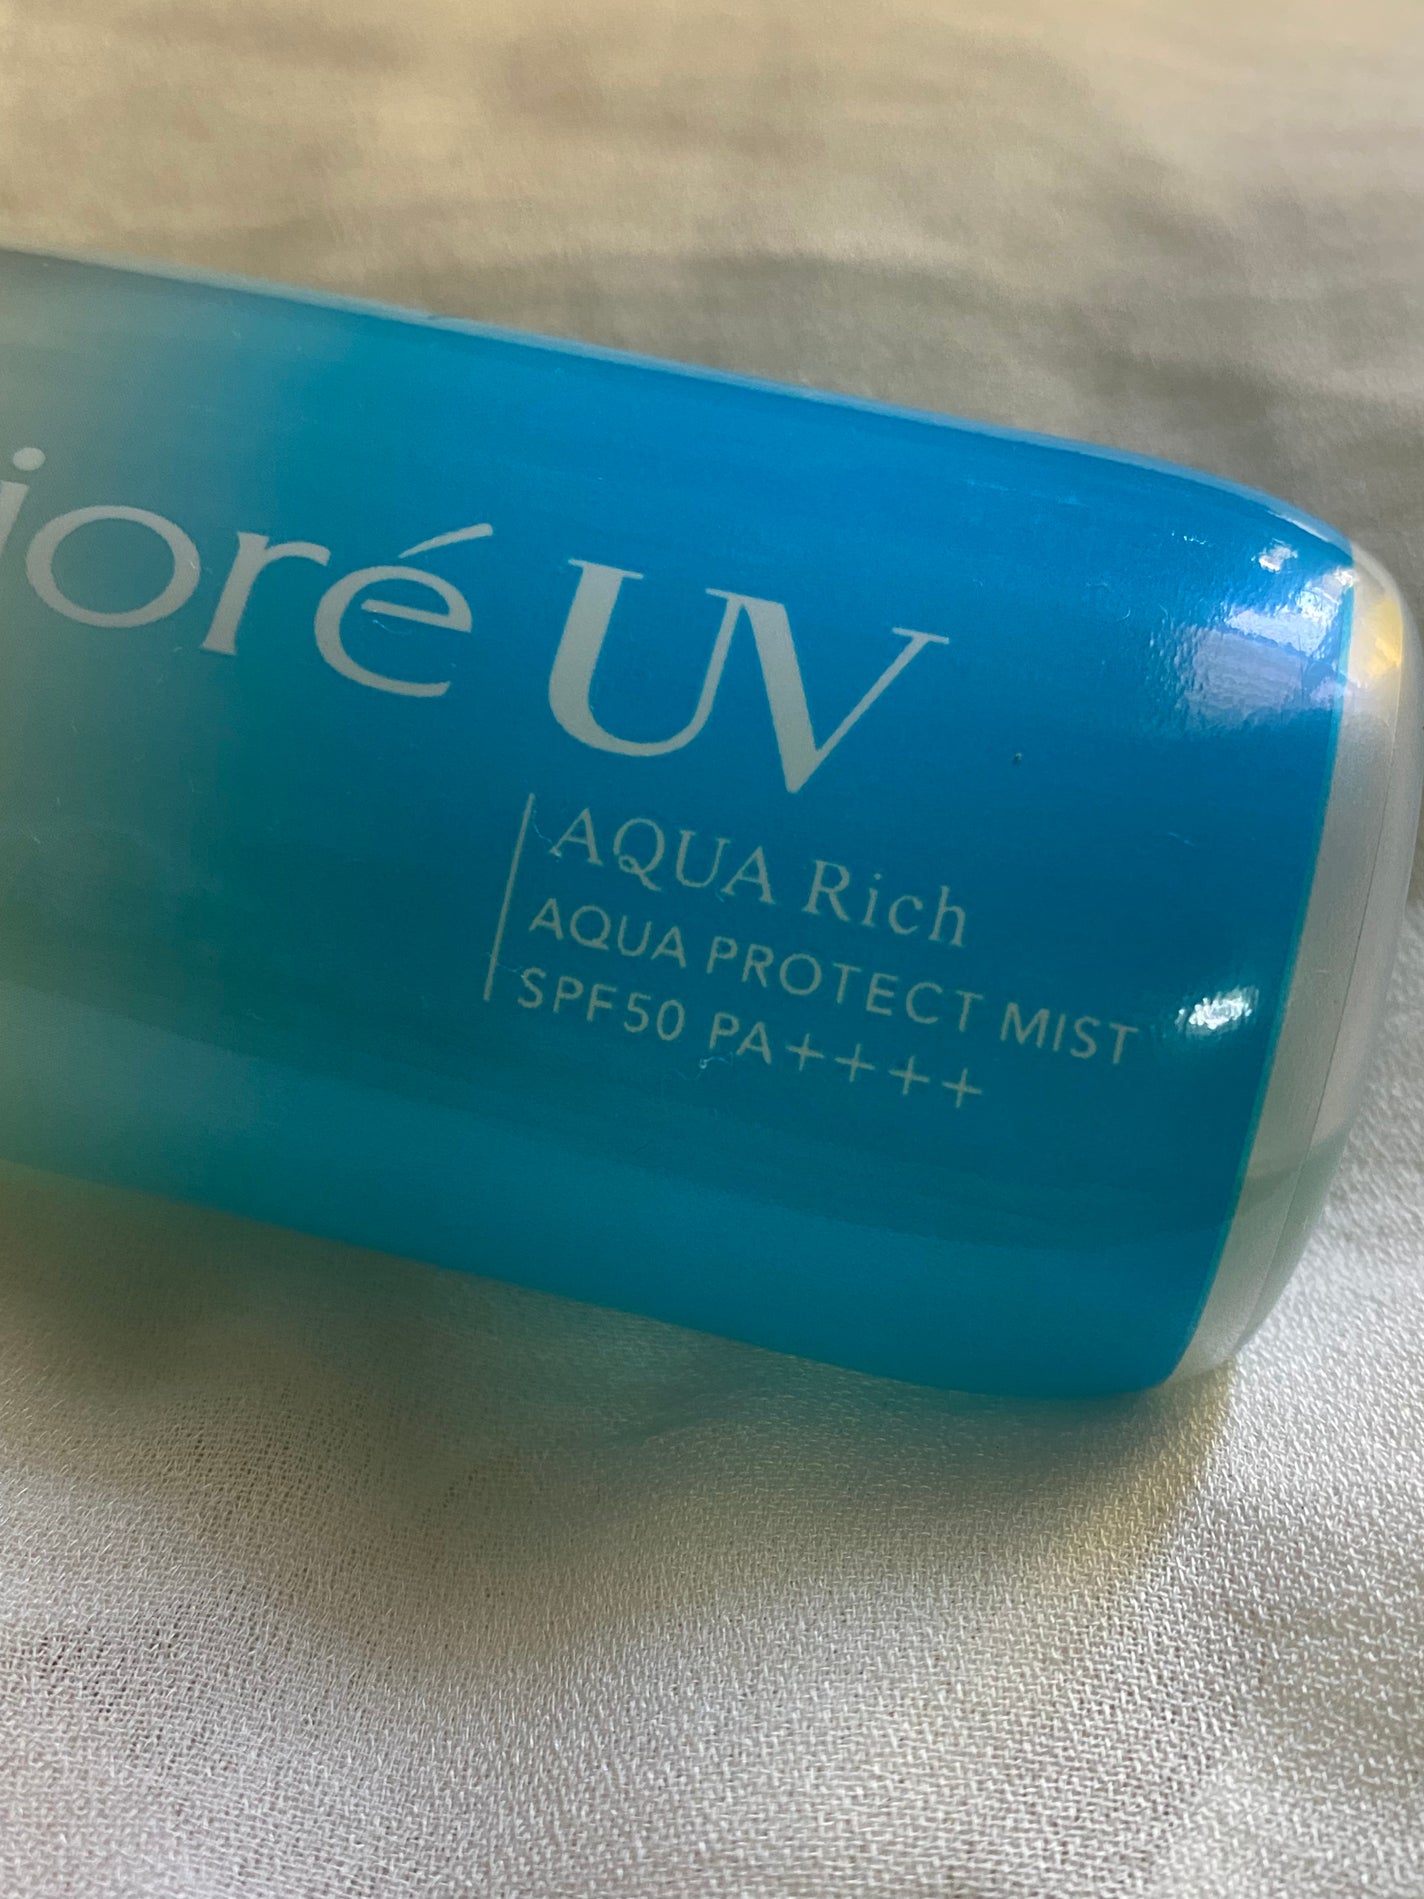 ioré UV
AQUA Rich
AQUA PROTECT MIST
SPF50 PA++++